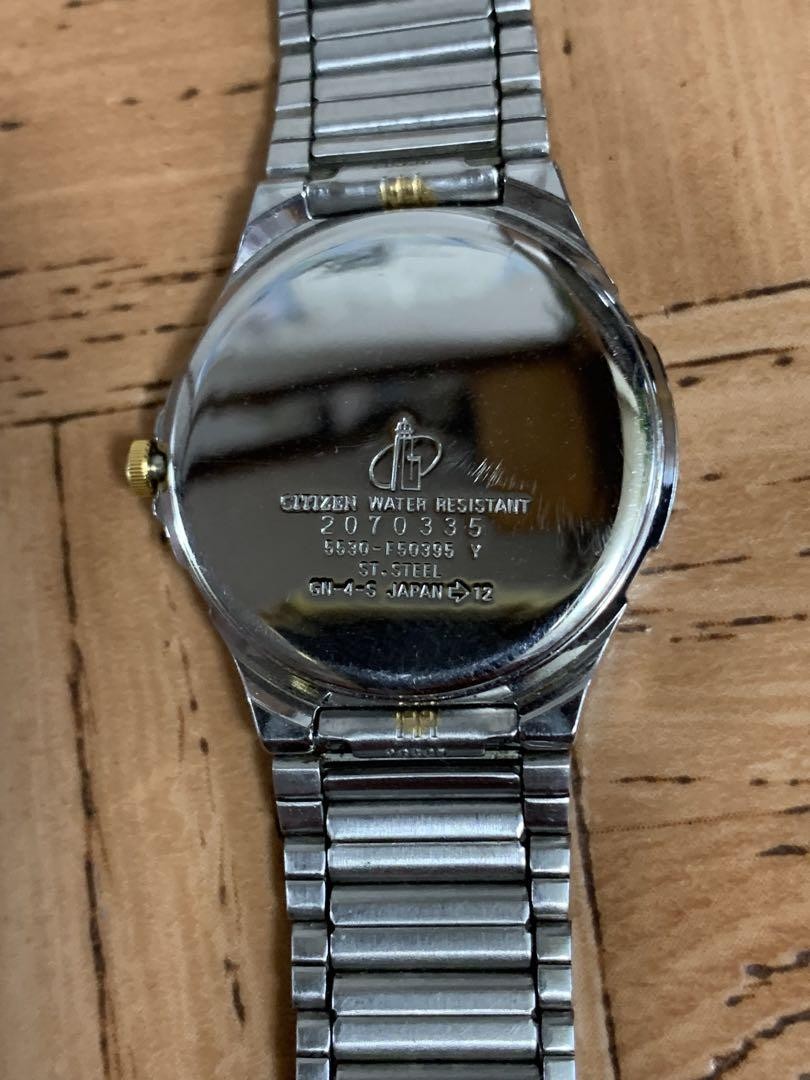 CITIZEN WATER RESISTANT
2070335
5530-F50395 Y
ST.STEEL
GN-4-S JAPAN ⇨ 12